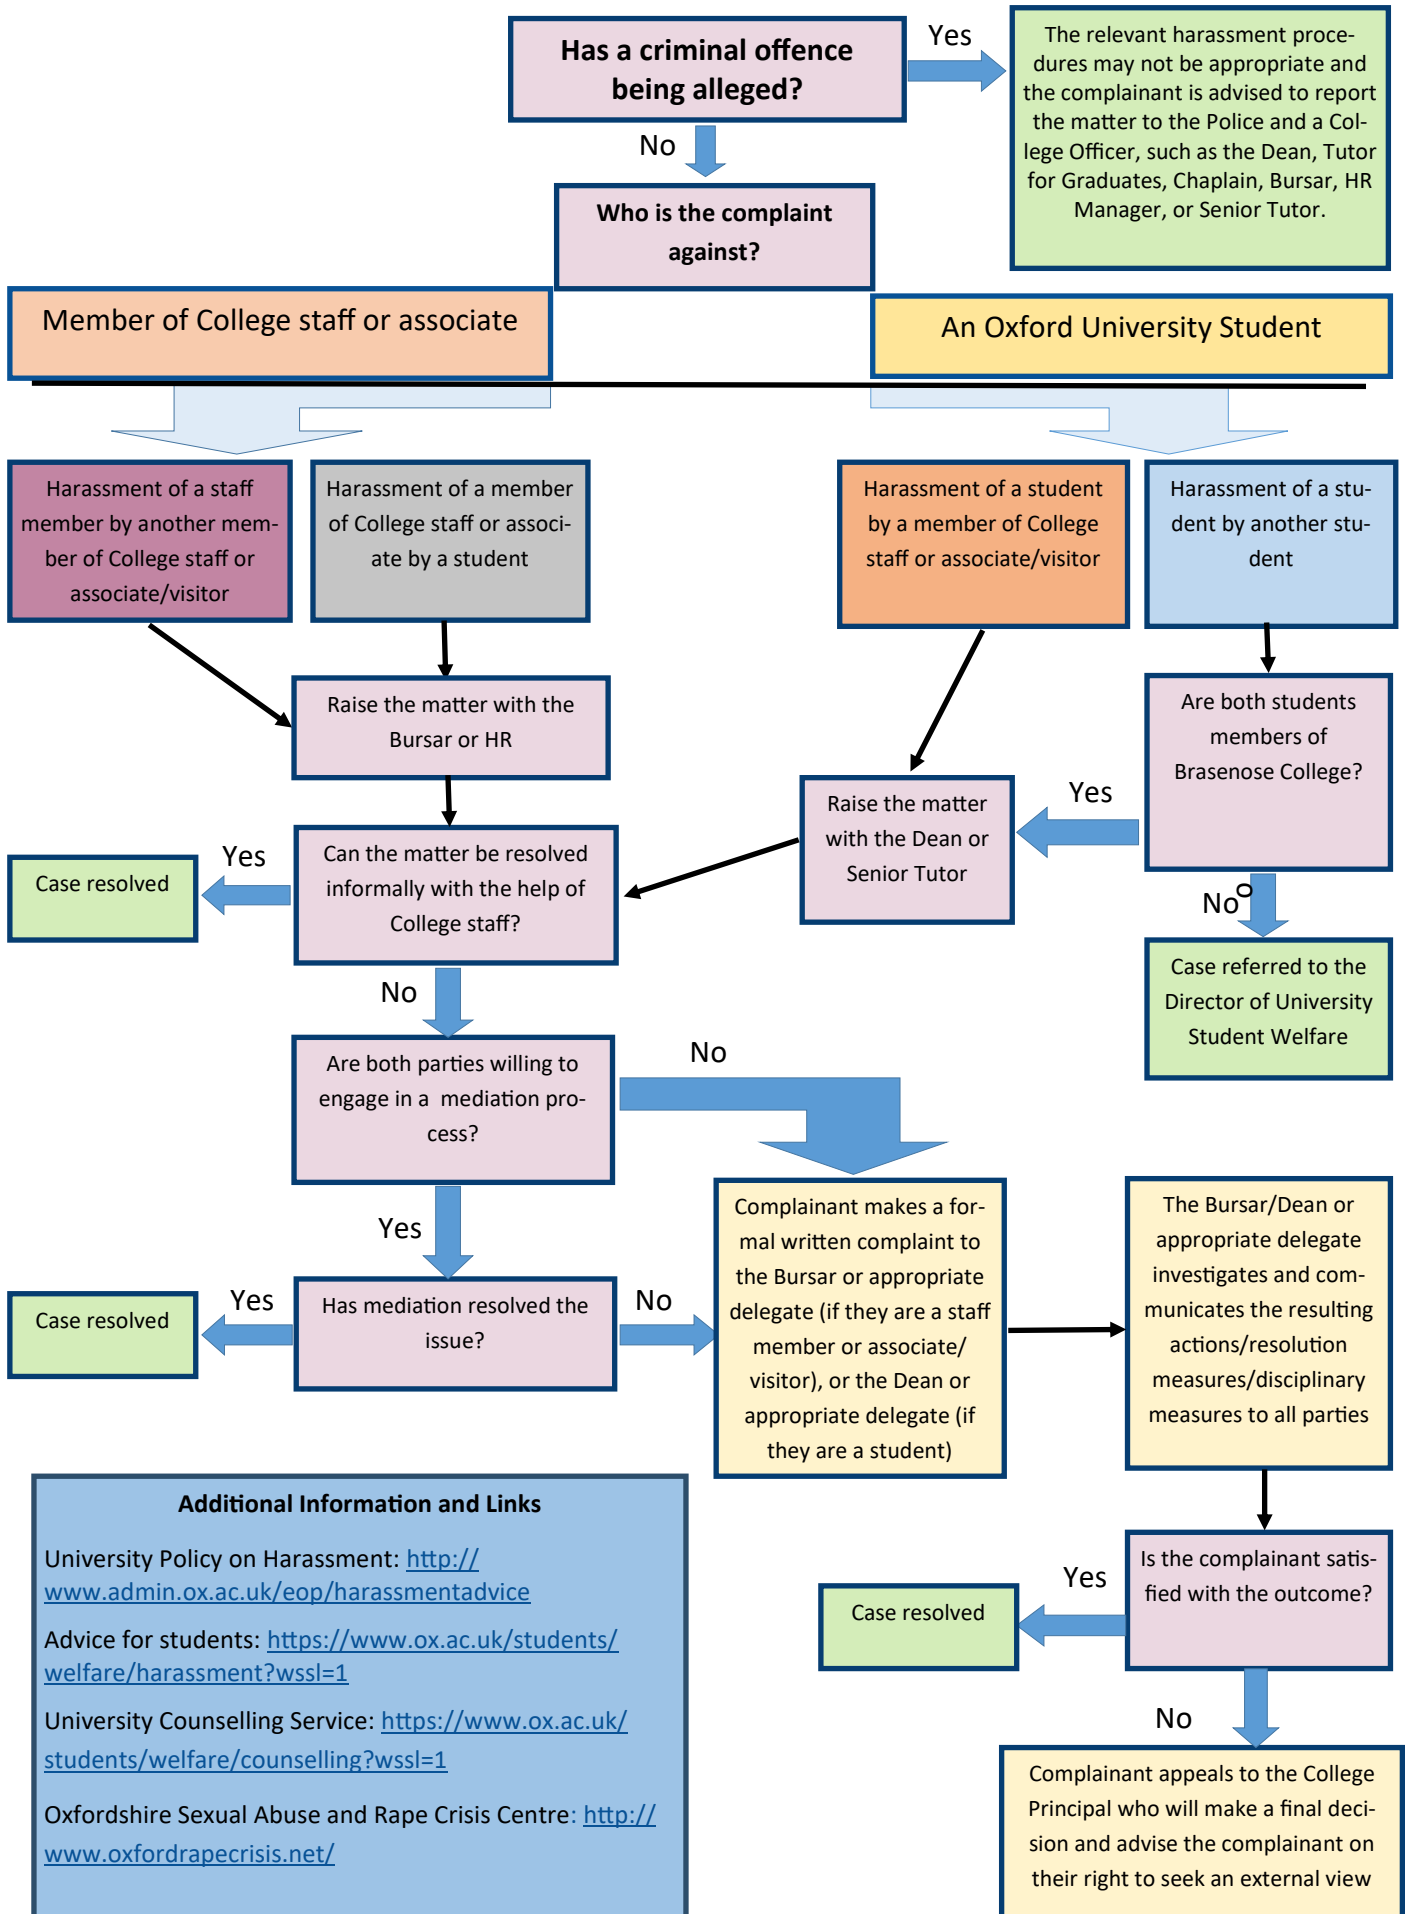 Has a criminal offence
being alleged?
Yes
The relevant harassment proce-
dures may not be appropriate and
the complainant is advised to report
the matter to the Police and a Col-
lege Officer, such as the Dean, Tutor
for Graduates, Chaplain, Bursar, HR
Manager, or Senior Tutor.
No
Who is the complaint
against?
Member of College staff or associate
An Oxford University Student
Harassment of a staff
member by another mem-
ber of College staff or
associate/visitor
Harassment of a member
of College staff or associ-
ate by a student
Harassment of a student
by a member of College
staff or associate/visitor
Harassment of a stu-
dent by another stu-
dent
Raise the matter with the
Bursar or HR
Are both students
members of
Brasenose College?
Yes
Raise the matter
with the Dean or
Senior Tutor
Can the matter be resolved
informally with the help of
College staff?
Yes
Case resolved
No
o
Case referred to the
Director of University
Student Welfare
No
Are both parties willing to
engage in a  mediation pro-
cess?
No
Yes
Complainant makes a for-
mal written complaint to
the Bursar or appropriate
delegate (if they are a staff
member or associate/
visitor), or the Dean or
appropriate delegate (if
they are a student)
The Bursar/Dean or
appropriate delegate
investigates and com-
municates the resulting
actions/resolution
measures/disciplinary
measures to all parties
Has mediation resolved the
issue?
Yes
Case resolved
No
Additional Information and Links
University Policy on Harassment: http://
www.admin.ox.ac.uk/eop/harassmentadvice
Advice for students: https://www.ox.ac.uk/students/
welfare/harassment?wssl=1
University Counselling Service: https://www.ox.ac.uk/
students/welfare/counselling?wssl=1
Oxfordshire Sexual Abuse and Rape Crisis Centre: http://
www.oxfordrapecrisis.net/
Is the complainant satis-
fied with the outcome?
Yes
Case resolved
No
Complainant appeals to the College
Principal who will make a final deci-
sion and advise the complainant on
their right to seek an external view